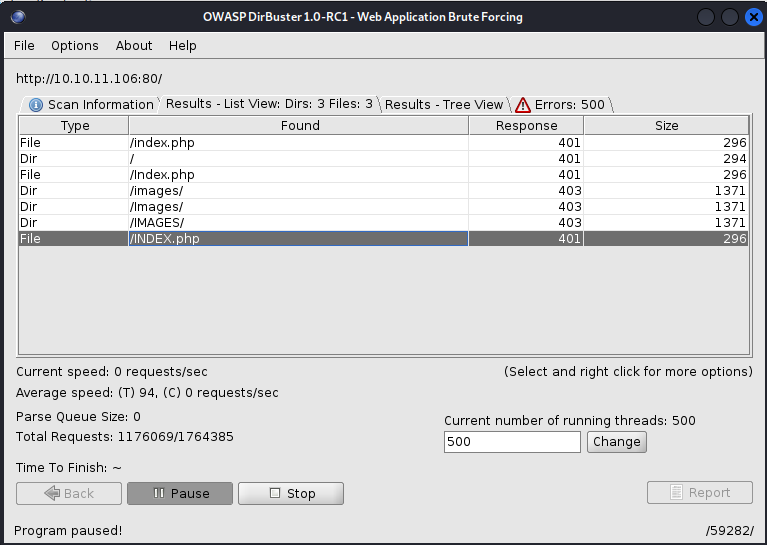 OWASP DirBuster 1.0-RC1 - Web Application Brute Forcing
File Options About Help
http://10.10.11.106:80/
Scan Information Results - List View: Dirs: 3 Files: 3 Results - Tree View Errors: 500
Type Found Response Size
File /index.php 401 296
Dir / 401 294
File /Index.php 401 296
Dir /images/ 403 1371
Dir /Images/ 403 1371
Dir /IMAGES/ 403 1371
File /INDEX.php 401 296
Current speed: 0 requests/sec (Select and right click for more options)
Average speed: (T) 94, (C) 0 requests/sec
Parse Queue Size: 0
Current number of running threads: 500
Total Requests: 1176069/1764385
500 Change
Time To Finish: ~
Back Pause Stop Report
Program paused! /59282/